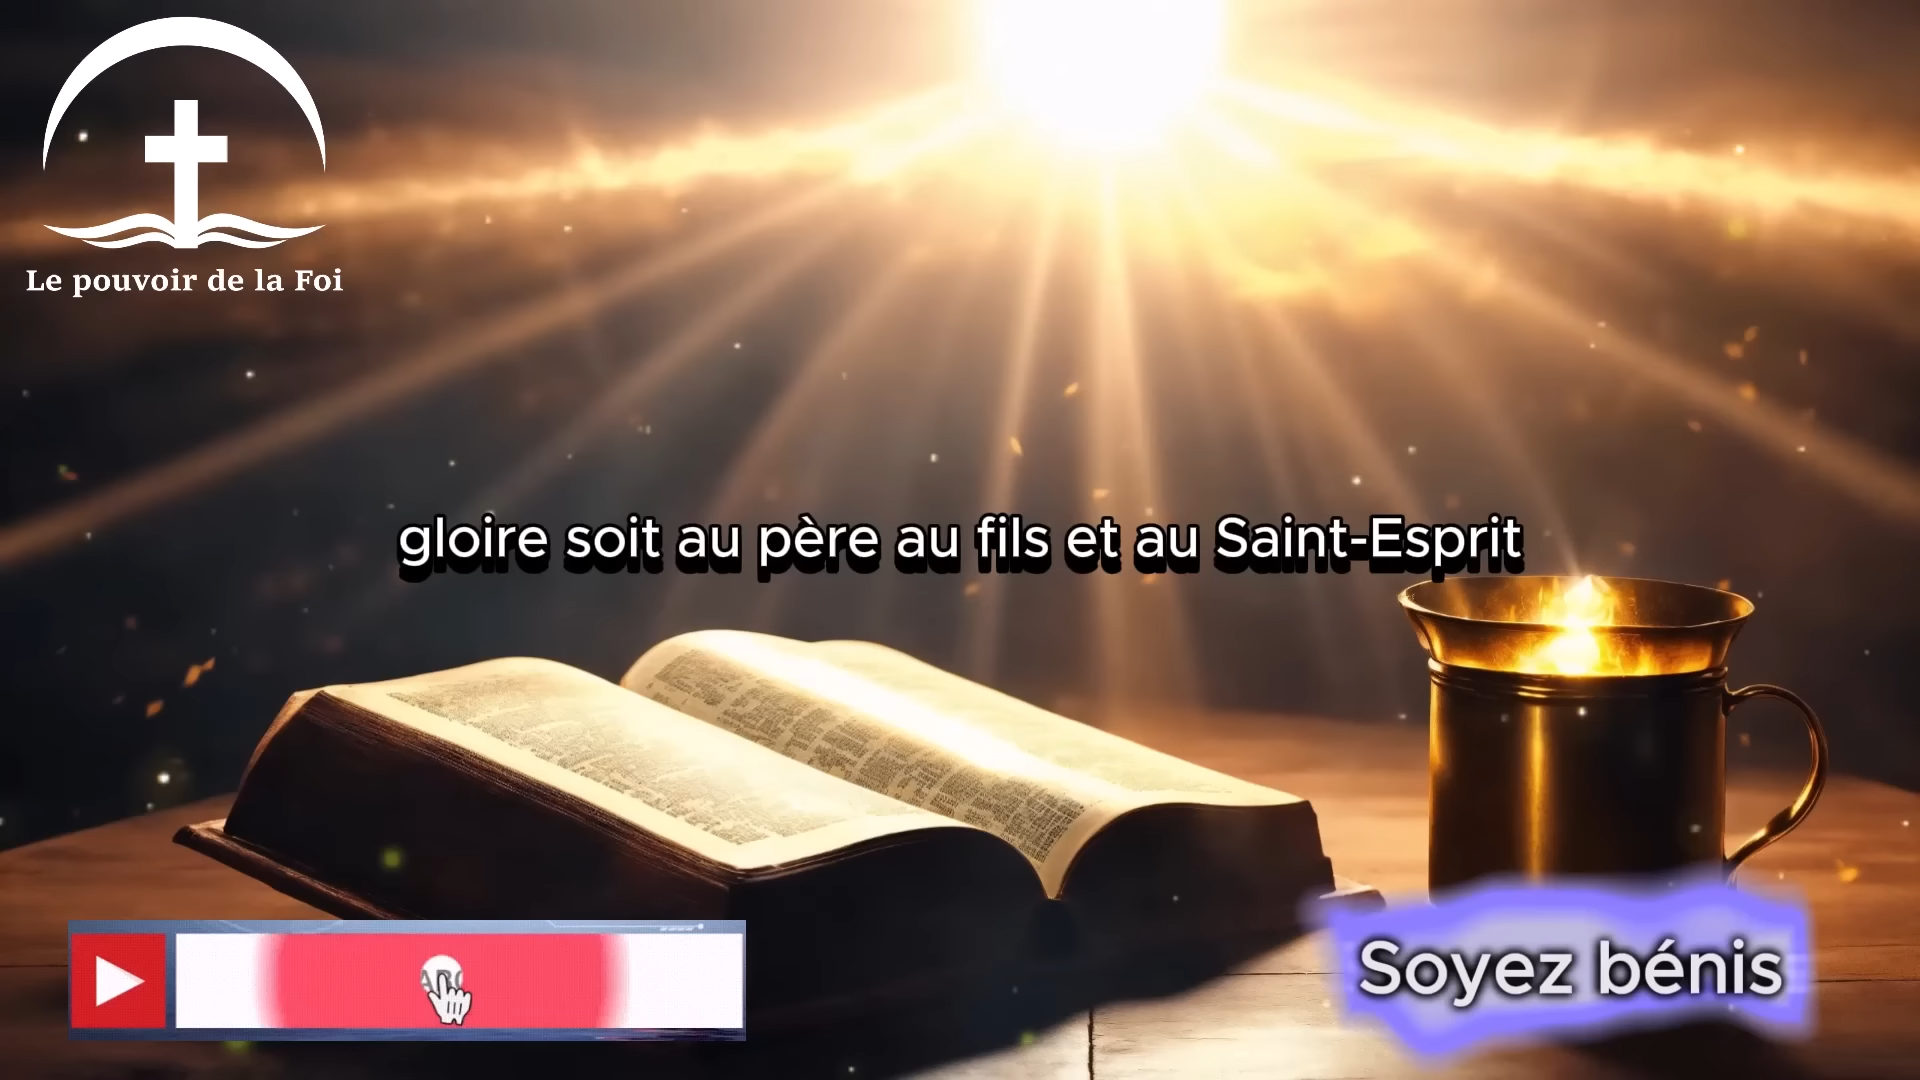 Le pouvoir de la Foi
gloire soit au père au fils et au Saint-Esprit
Soyez bénis